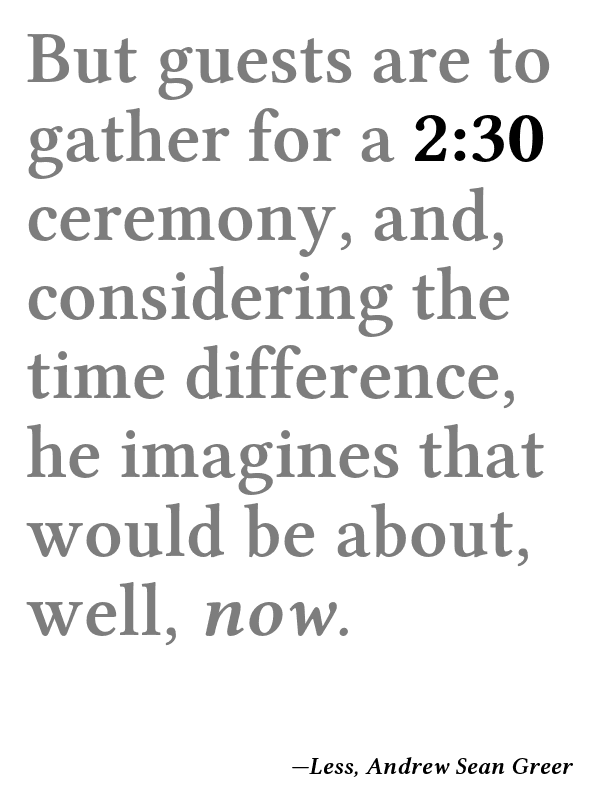 But guests are to
gather for a 2:30
ceremony, and,
considering the
time difference,
he imagines that
would be about,
well, now.
—Less, Andrew Sean Greer